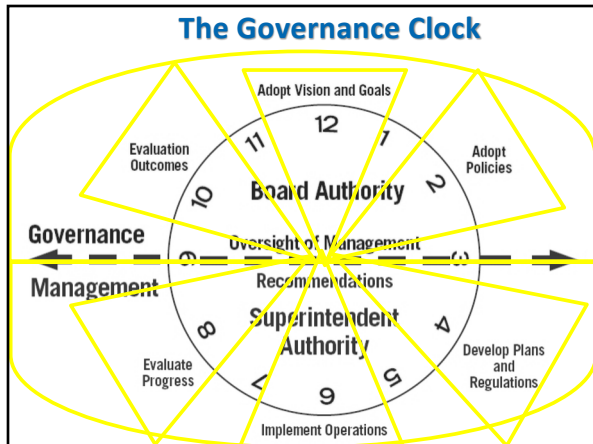 The Governance Clock
Adopt Vision and Goals
12
11
1
Evaluation
Outcomes
Adopt
Policies
10
2
Board Authority
Governance
Oversight of Management
9
3
Management
Recommendations
Superintendent
Authority
8
4
Evaluate
Progress
Develop Plans
and
Regulations
7
5
6
Implement Operations